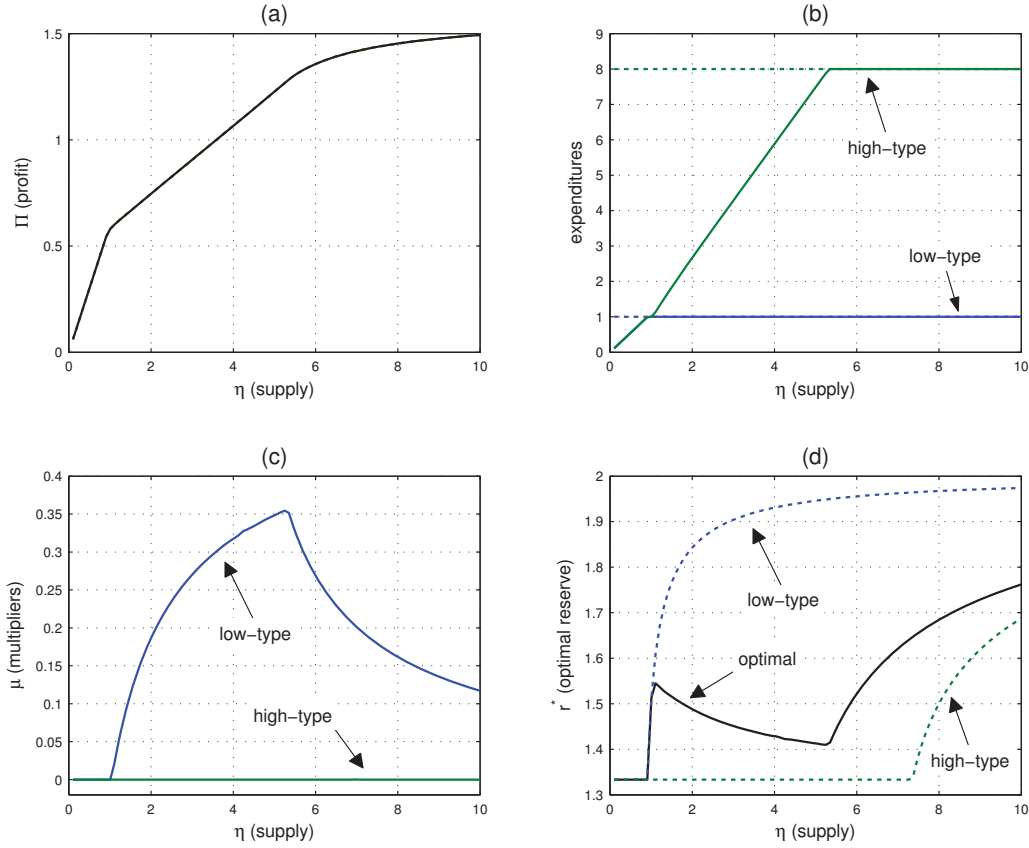 (a)
1.5
1
0.5
0
0
2
4
6
8
10
Π (profit)
η (supply)
(b)
9
8
7
6
5
4
3
2
1
0
0
2
4
6
8
10
expenditures
high−type
low−type
η (supply)
(c)
0.4
0.35
0.3
0.25
0.2
0.15
0.1
0.05
0
0
2
4
6
8
10
μ (multipliers)
low−type
high−type
η (supply)
(d)
2
1.9
1.8
1.7
1.6
1.5
1.4
1.3
0
2
4
6
8
10
r* (optimal reserve)
low−type
optimal
high−type
η (supply)